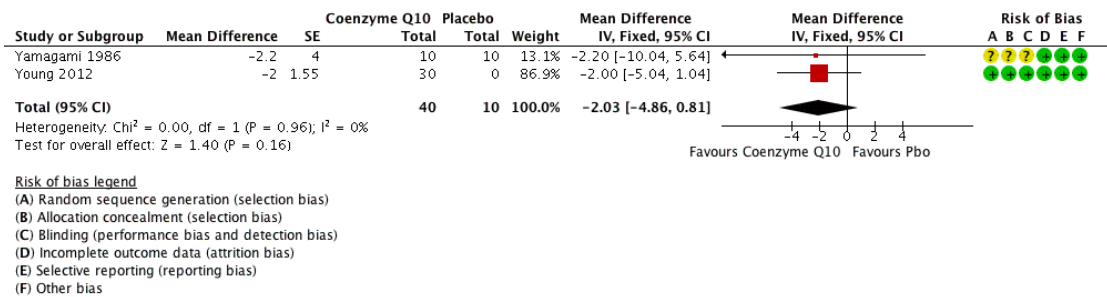 Coenzyme Q10 Placebo Mean Difference Mean Difference Risk of Bias
Study or Subgroup Mean Difference SE Total Total Weight IV, Fixed, 95% CI IV, Fixed, 95% CI A B C D E F
Yamagami 1986 -2.2 4 10 10 13.1% -2.20 [-10.04, 5.64] ? ? ? + + +
Young 2012 -2 1.55 30 0 86.9% -2.00 [-5.04, 1.04] + + + + + +
Total (95% CI) 40 10 100.0% -2.03 [-4.86, 0.81]
Heterogeneity: Chi² = 0.00, df = 1 (P = 0.96); I² = 0%
Test for overall effect: Z = 1.40 (P = 0.16)
-4 -2 0 2 4
Favours Coenzyme Q10 Favours Pbo
Risk of bias legend
(A) Random sequence generation (selection bias)
(B) Allocation concealment (selection bias)
(C) Blinding (performance bias and detection bias)
(D) Incomplete outcome data (attrition bias)
(E) Selective reporting (reporting bias)
(F) Other bias